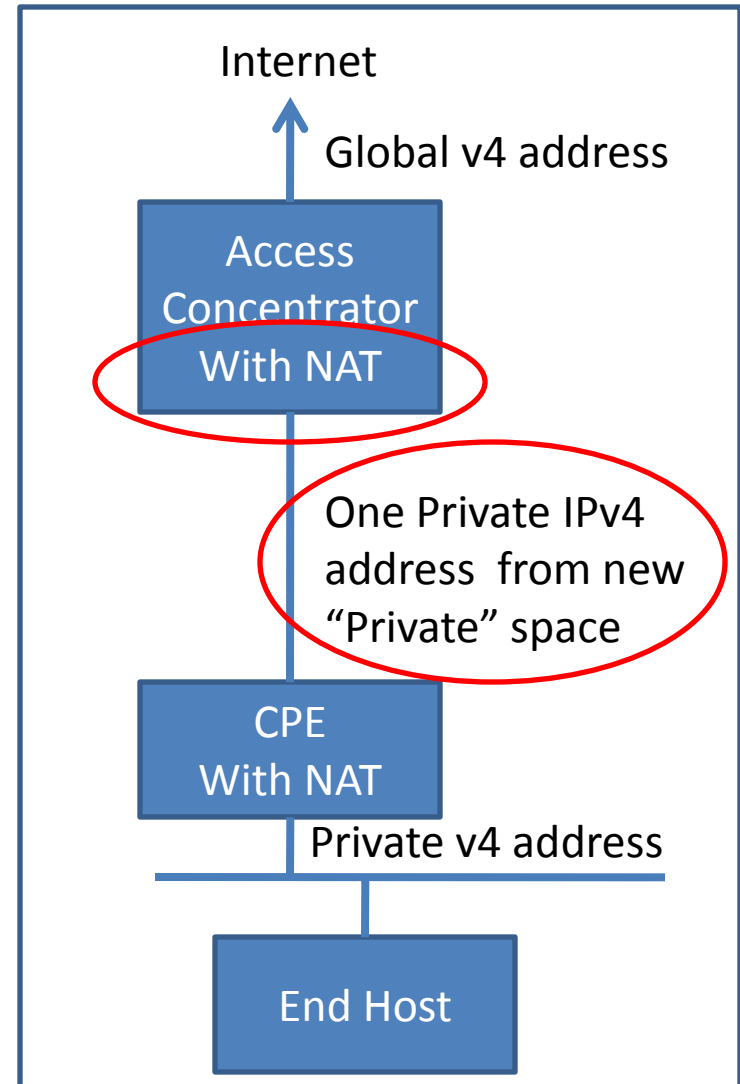 Internet
Global v4 address
Access
Concentrator
With NAT
One Private IPv4
address from new
“Private” space
CPE
With NAT
Private v4 address
End Host